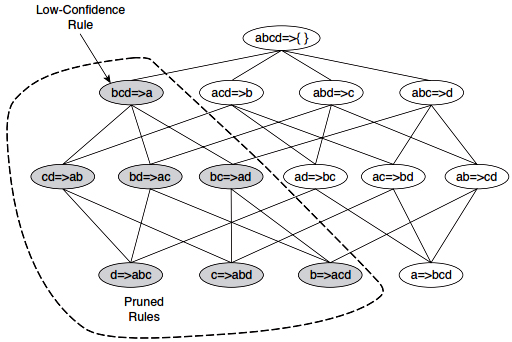 Low-Confidence
Rule
abcd=>{ }
bcd=>a
acd=>b
abd=>c
abc=>d
cd=>ab
bd=>ac
bc=>ad
ad=>bc
ac=>bd
ab=>cd
d=>abc
c=>abd
b=>acd
a=>bcd
Pruned
Rules